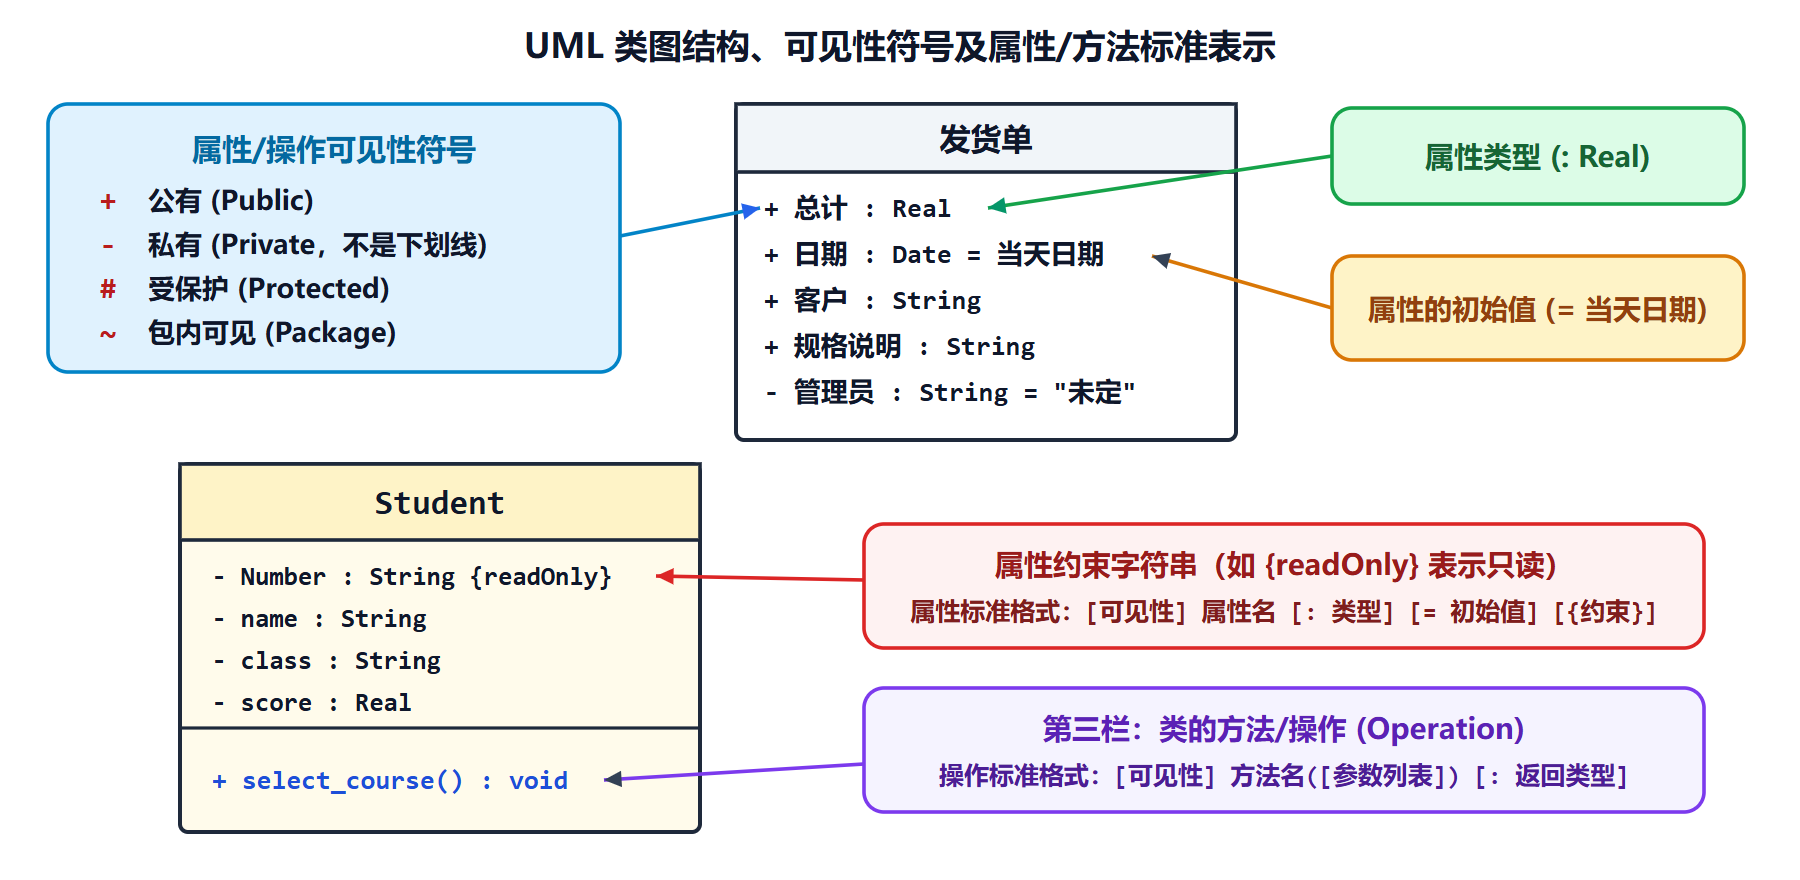 UML 类图结构、可见性符号及属性/方法标准表示
属性/操作可见性符号
+ 公有 (Public)
- 私有 (Private，不是下划线)
# 受保护 (Protected)
~ 包内可见 (Package)
发货单
+ 总计 : Real
+ 日期 : Date = 当天日期
+ 客户 : String
+ 规格说明 : String
- 管理员 : String = "未定"
属性类型 (: Real)
属性的初始值 (= 当天日期)
Student
- Number : String {readOnly}
- name : String
- class : String
- score : Real
+ select_course() : void
属性约束字符串（如 {readOnly} 表示只读）
属性标准格式：[可见性] 属性名 [: 类型] [= 初始值] [{约束}]
第三栏：类的方法/操作 (Operation)
操作标准格式：[可见性] 方法名([参数列表]) [: 返回类型]